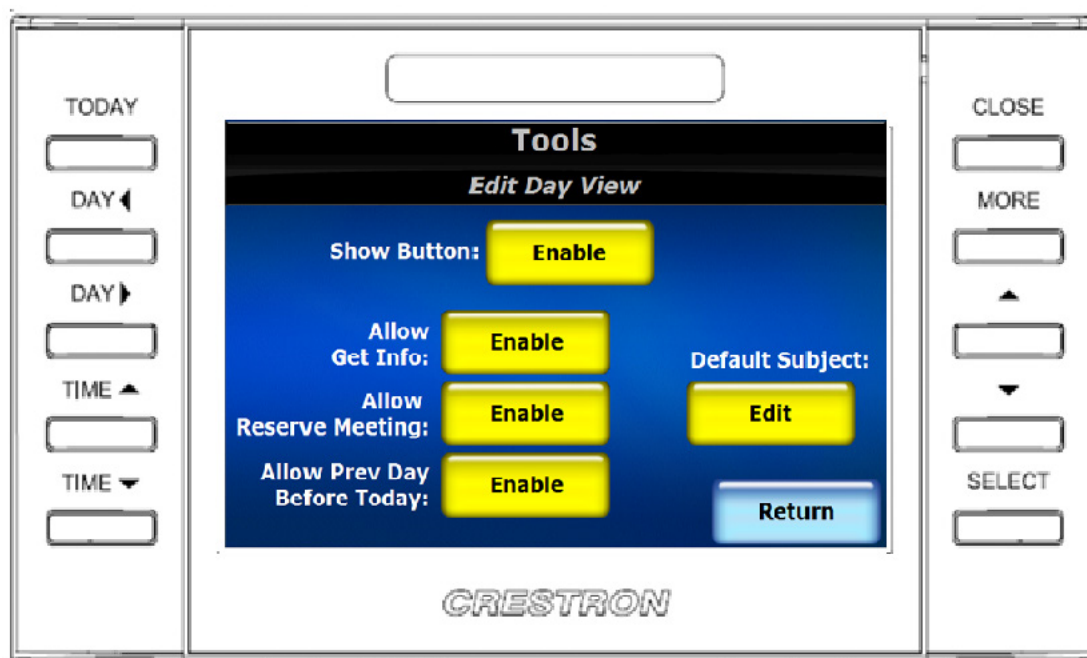 TODAY
DAY ◀
DAY ▶
TIME ▲
TIME ▼
Tools
Edit Day View
Show Button: Enable
Allow
Get Info: Enable
Allow
Reserve Meeting: Enable
Allow Prev Day
Before Today: Enable
Default Subject:
Edit
Return
CRESTRON
CLOSE
MORE
▲
▼
SELECT